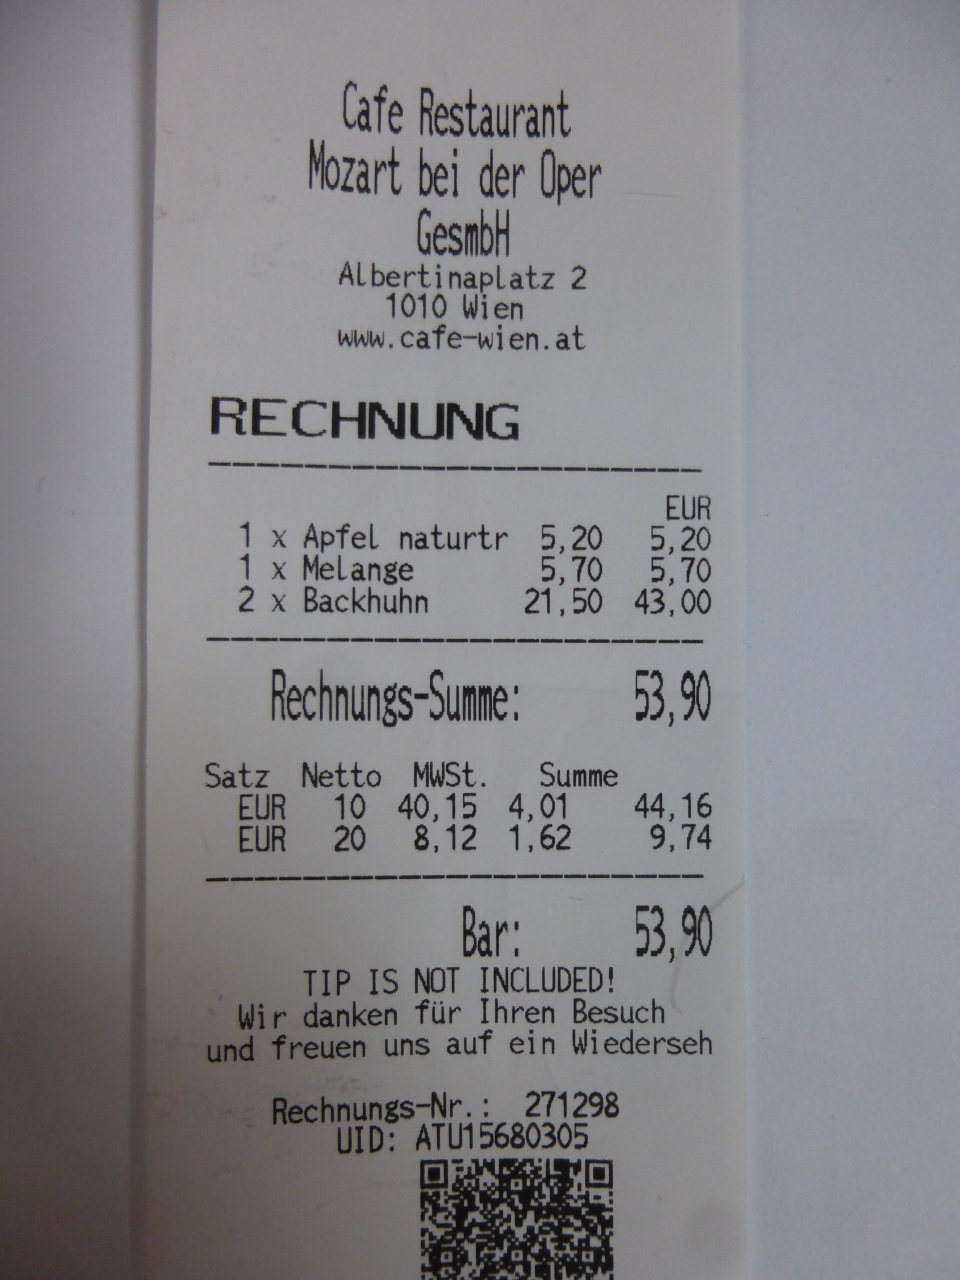 Cafe Restaurant
Mozart bei der Oper
GesmbH
Albertinaplatz 2
1010 Wien
www.cafe-wien.at
RECHNUNG
EUR
1 x Apfel naturtr 5,20 5,20
1 x Melange 5,70 5,70
2 x Backhuhn 21,50 43,00
Rechnungs-Summe: 53,90
Satz Netto MWSt. Summe
EUR 10 40,15 4,01 44,16
EUR 20 8,12 1,62 9,74
Bar: 53,90
TIP IS NOT INCLUDED!
Wir danken für Ihren Besuch
und freuen uns auf ein Wiederseh
Rechnungs-Nr.: 271298
UID: ATU15680305